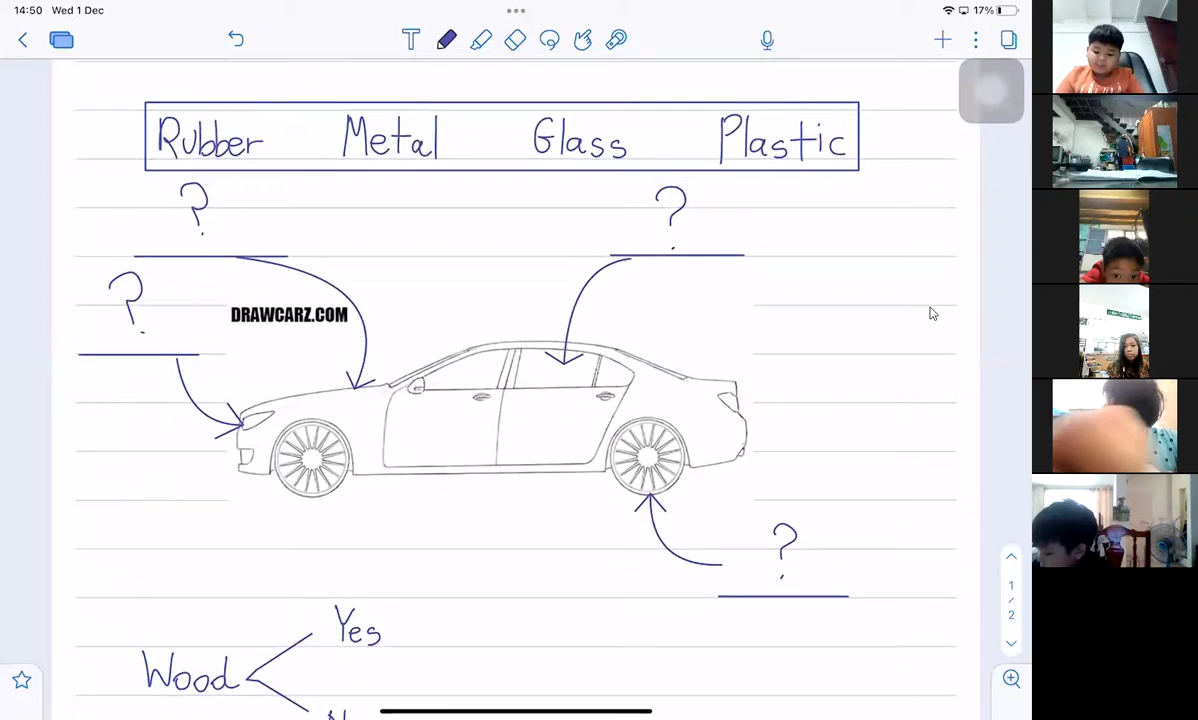 14:50 Wed 1 Dec
17%
T
Rubber Metal Glass Plastic
? ?
?
DRAWCARZ.COM
?
1
/
2
Yes
Wood